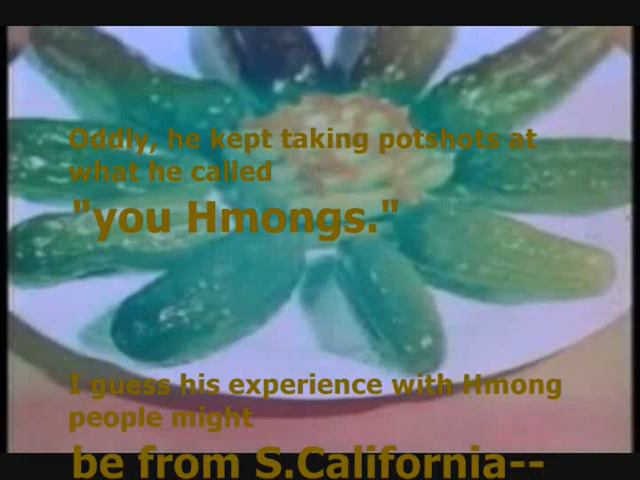 Oddly, he kept taking potshots at
what he called
"you Hmongs."
I guess his experience with Hmong
people might
be from S.California--